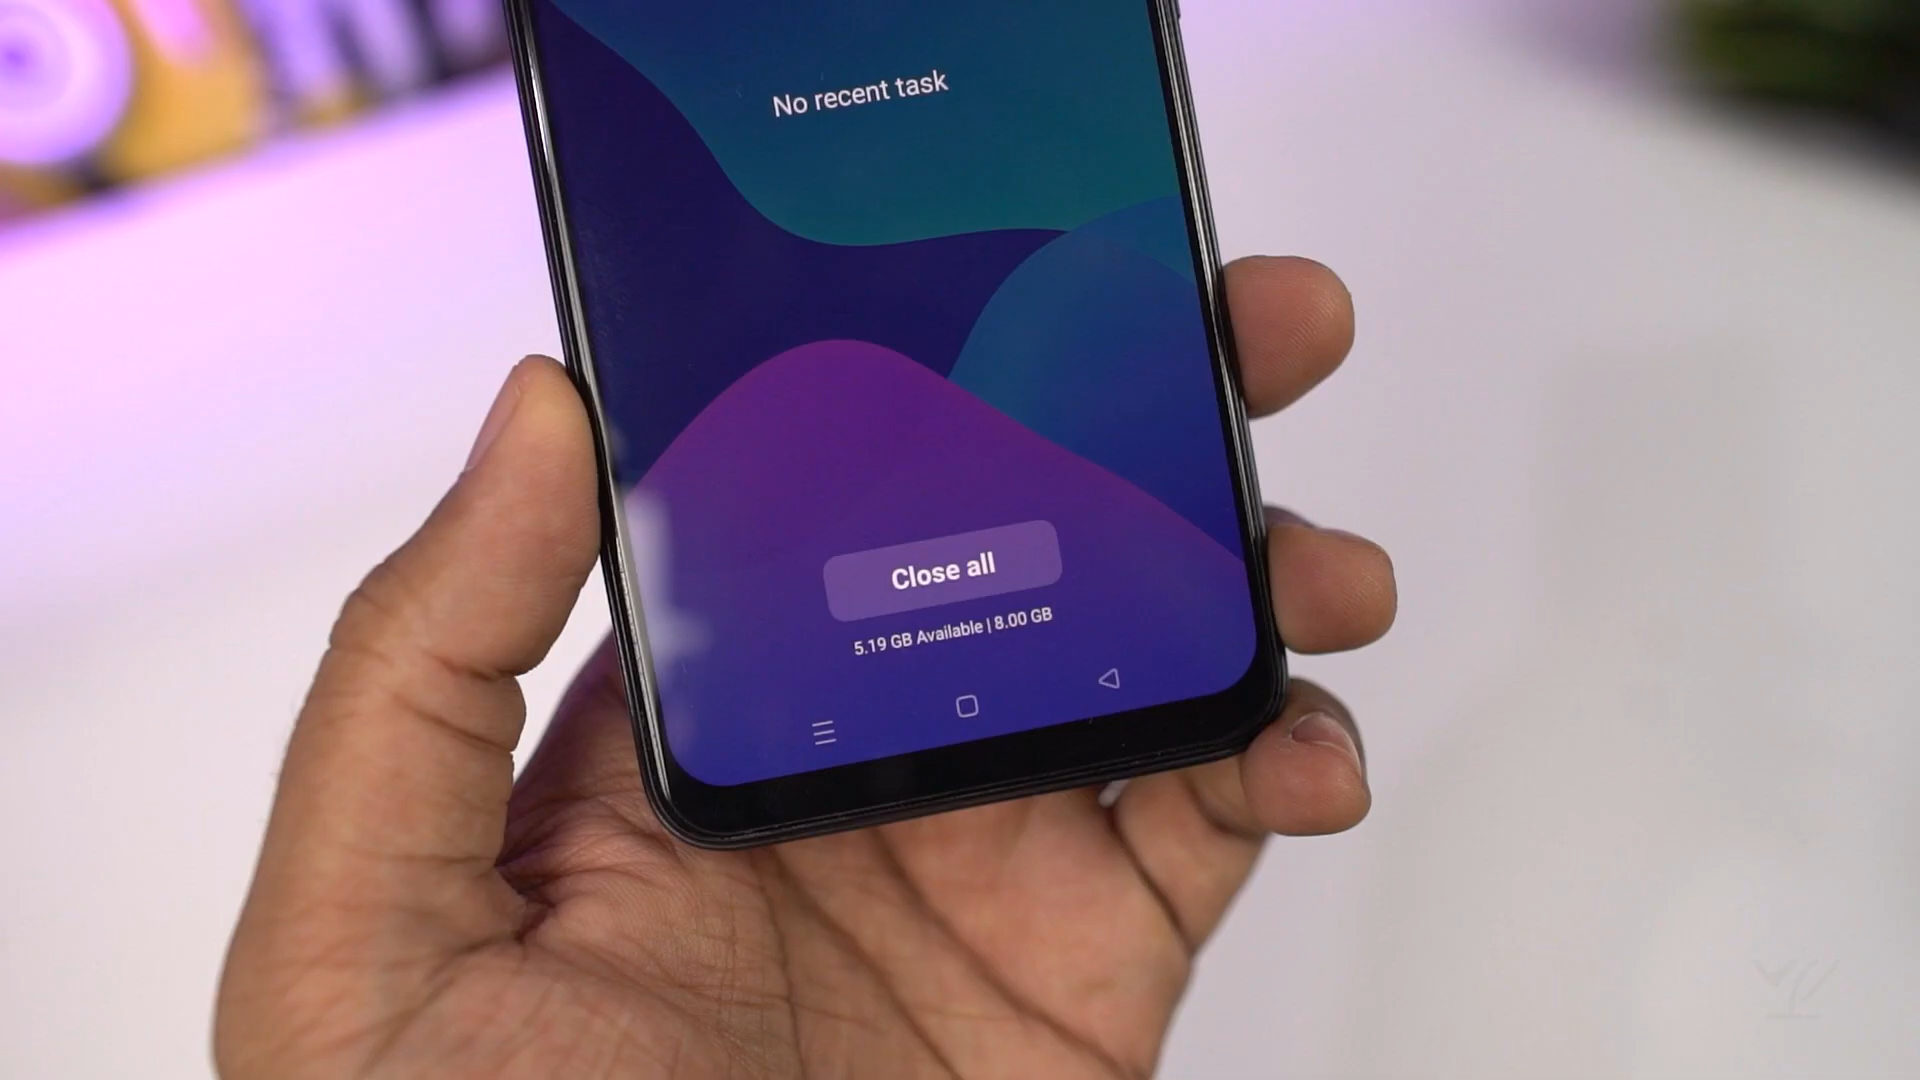 No recent task
Close all
5.19 GB Available | 8.00 GB